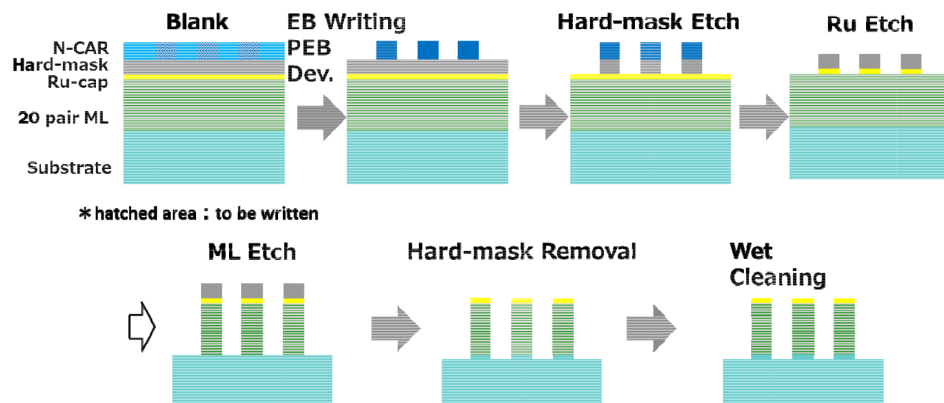 Blank
EB Writing
PEB
Dev.
Hard-mask Etch
Ru Etch
N-CAR
Hard-mask
Ru-cap
20 pair ML
Substrate
*hatched area : to be written
ML Etch
Hard-mask Removal
Wet
Cleaning